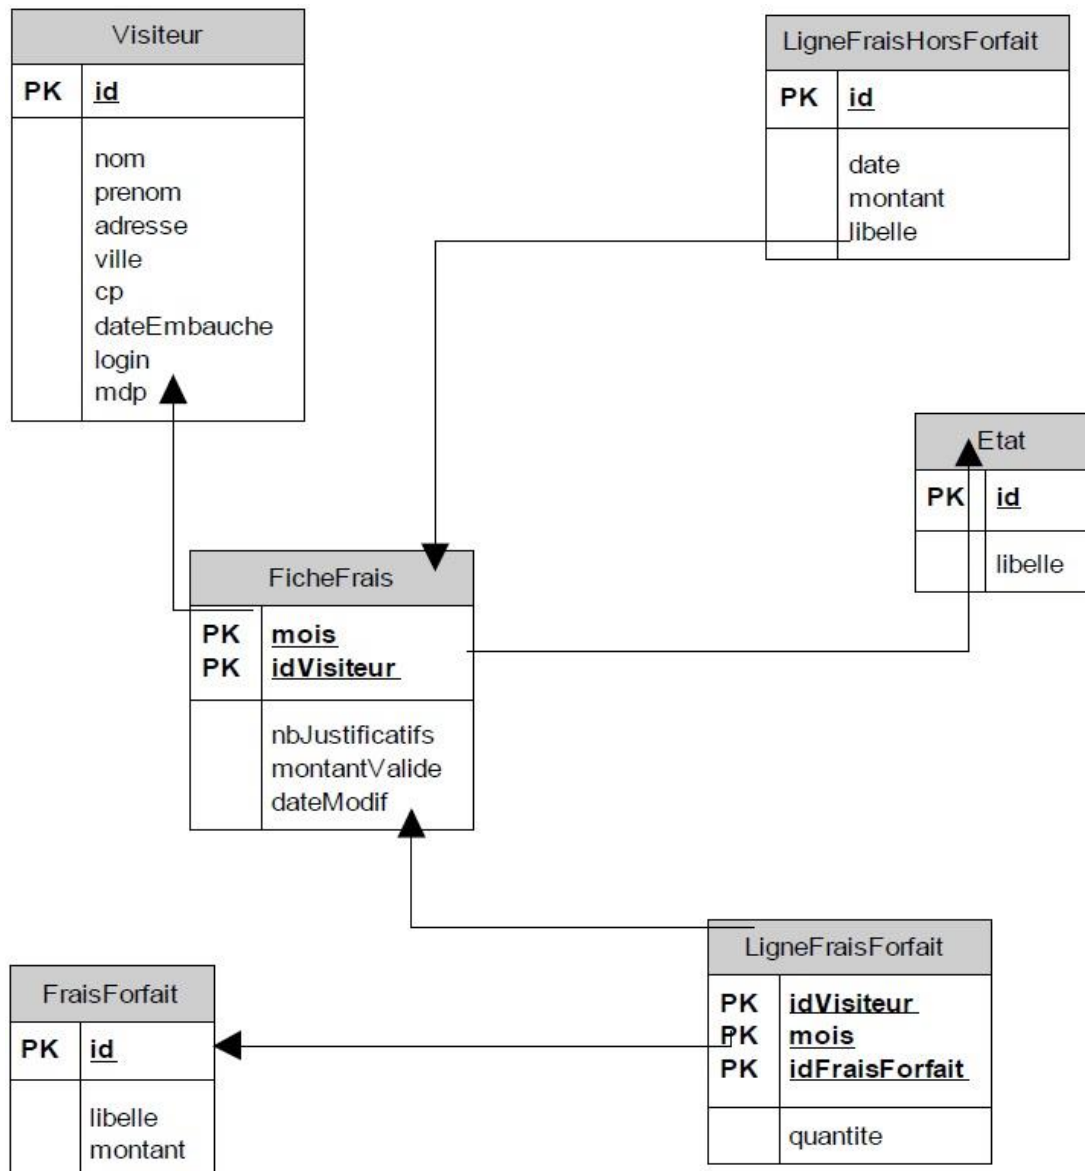 Visiteur
PK id
nom
prenom
adresse
ville
cp
dateEmbauche
login
mdp
LigneFraisHorsForfait
PK id
date
montant
libelle
Etat
PK id
libelle
FicheFrais
PK mois
PK idVisiteur
nbJustificatifs
montantValide
dateModif
LigneFraisForfait
PK idVisiteur
PK mois
PK idFraisForfait
quantite
FraisForfait
PK id
libelle
montant